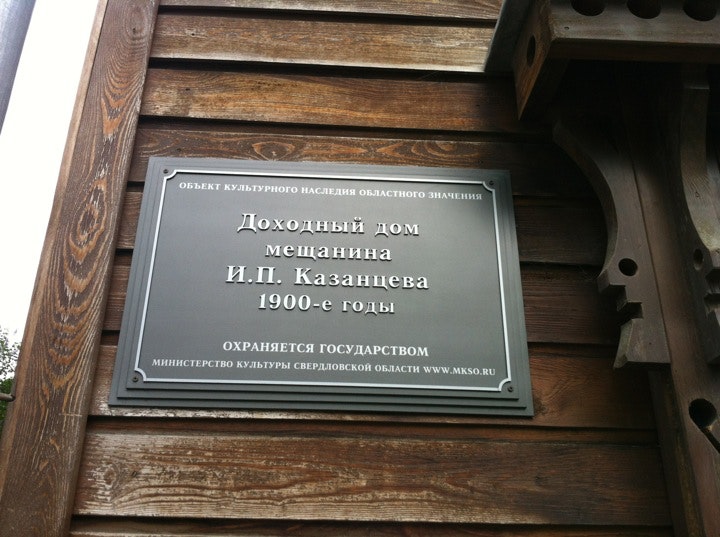 ОБЪЕКТ КУЛЬТУРНОГО НАСЛЕДИЯ ОБЛАСТНОГО ЗНАЧЕНИЯ
Доходный дом
мещанина
И.П. Казанцева
1900-е годы
ОХРАНЯЕТСЯ ГОСУДАРСТВОМ
МИНИСТЕРСТВО КУЛЬТУРЫ СВЕРДЛОВСКОЙ ОБЛАСТИ WWW.MKSO.RU